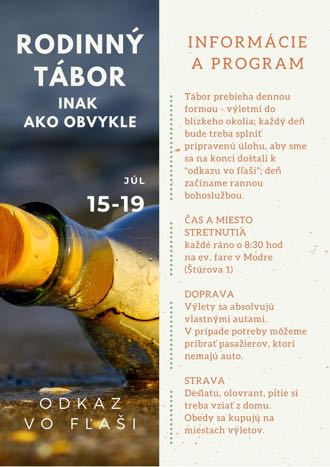 RODINNÝ
TÁBOR
INAK
AKO OBVYKLE
JÚL
15-19
ODKAZ
VO FĽAŠI
INFORMÁCIE
A PROGRAM
Tábor prebieha dennou
formou - výletmi do
blízkeho okolia; každý deň
bude treba splniť
pripravenú úlohu, aby sme
sa na konci doštali k
"odkazu vo fľaši"; deň
začíname rannou
bohoslužbou.
ČAS A MIESTO
STRETNUTIA
každé ráno o 8:30 hod
na ev. fare v Modre
(Štúrova 1)
DOPRAVA
Výlety sa absolvujú
vlastnými autami.
V prípade potreby môžeme
pribrať pasažierov, ktorí
nemajú auto.
STRAVA
Desiatu, olovrant, pitie si
treba vziať z domu.
Obedy sa kupujú na
miestach výletov.